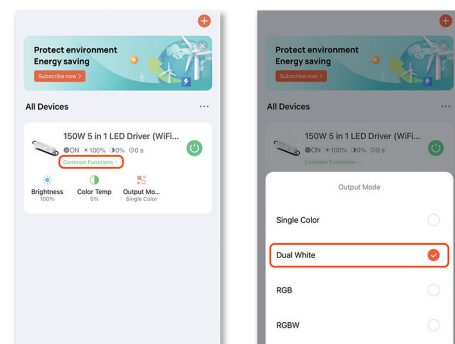 Protect environment
Energy saving
Subscribe now >
All Devices
...
150W 5 in 1 LED Driver (WiFi...
ON 100% 0% 0 s
Common Functions
Brightness
100%
Color Temp
0%
Output Mo...
Single Color
Protect environment
Energy saving
Subscribe now >
All Devices
...
150W 5 in 1 LED Driver (WiFi...
ON 100% 0% 0 s
Common Functions
Output Mode
Single Color
Dual White
RGB
RGBW